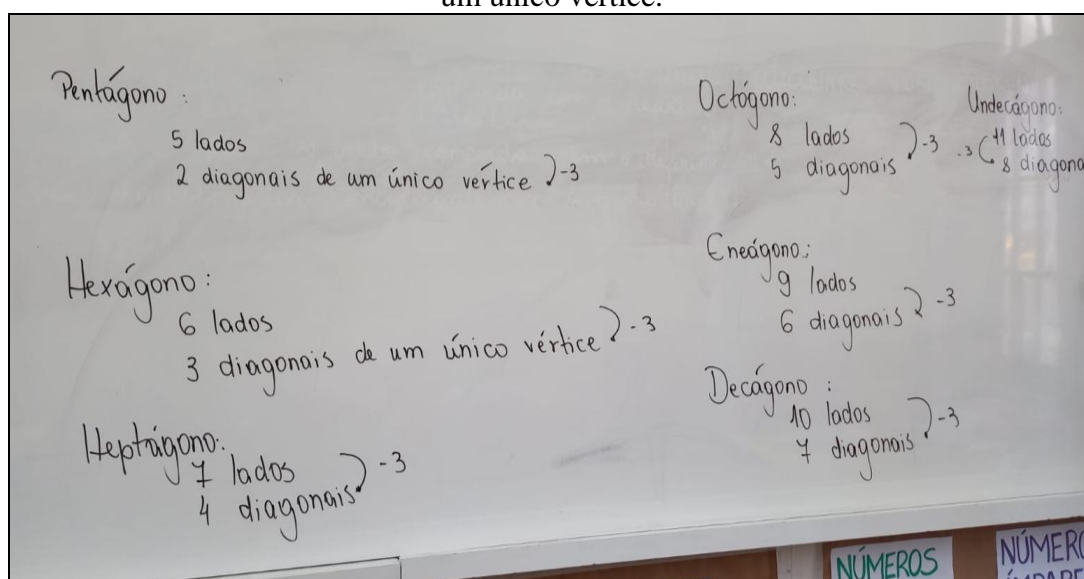 um único vértice.
Pentágono :
5 lados
2 diagonais de um único vértice -3
Hexágono :
6 lados
3 diagonais de um único vértice -3
Heptágono:
7 lados
4 diagonais -3
Octógono:
8 lados
5 diagonais -3
Undecágono:
-3 11 lados
8 diagona
Eneágono:
9 lados
6 diagonais -3
Decágono :
10 lados
7 diagonais -3
NÚMEROS
NÚMERO